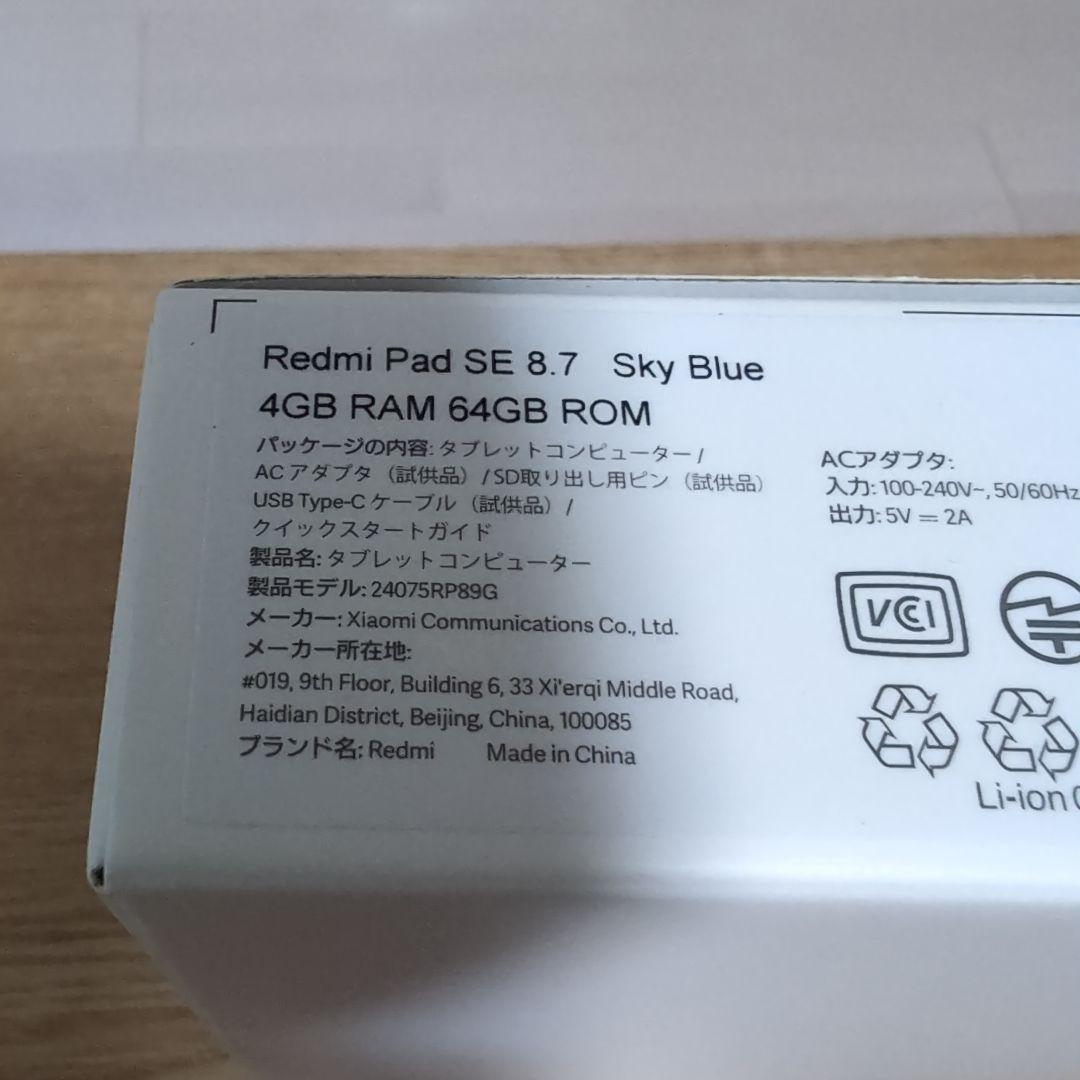 Redmi Pad SE 8.7 Sky Blue
4GB RAM 64GB ROM
パッケージの内容: タブレットコンピューター /
ACアダプタ（試供品）/ SD取り出し用ピン（試供品）
USB Type-C ケーブル（試供品）/
クイックスタートガイド
製品名: タブレットコンピューター
製品モデル: 24075RP89G
メーカー: Xiaomi Communications Co., Ltd.
メーカー所在地:
#019, 9th Floor, Building 6, 33 Xi'erqi Middle Road,
Haidian District, Beijing, China, 100085
ブランド名: Redmi Made in China
ACアダプタ:
入力: 100-240V~, 50/60Hz
出力: 5V ⎓ 2A
VCCI
Li-ion